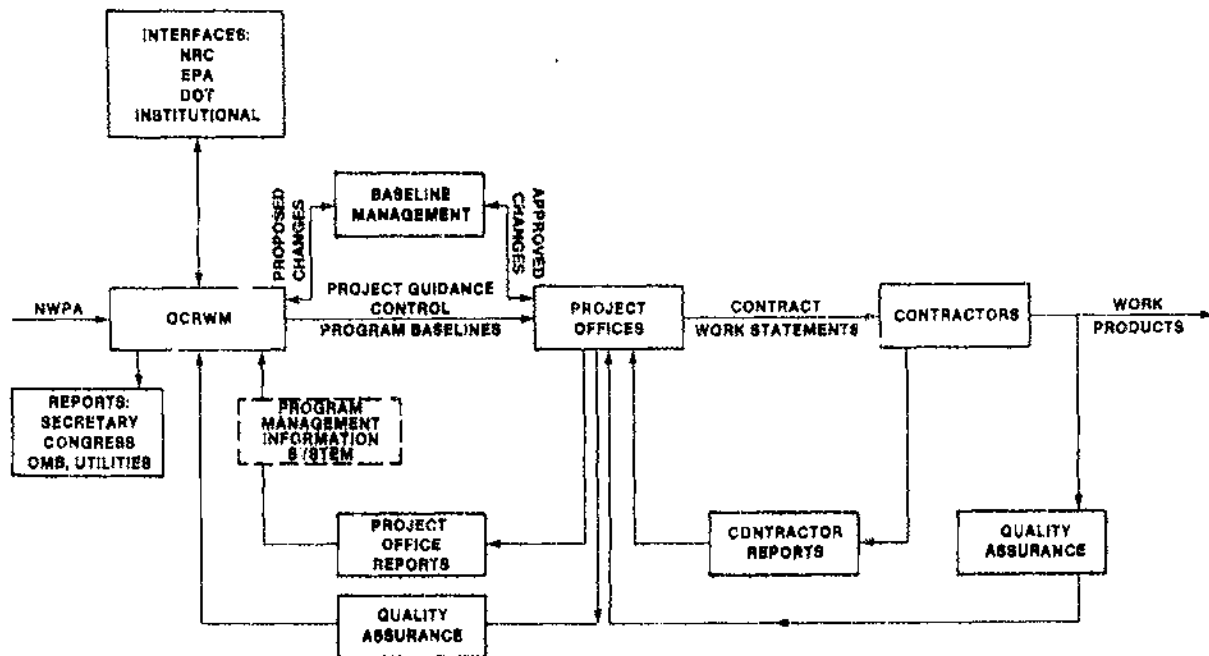 INTERFACES:
NRC
EPA
DOT
INSTITUTIONAL
PROPOSED
CHANGES
BASELINE
MANAGEMENT
APPROVED
CHANGES
NWPA
OCRWM
PROJECT GUIDANCE
CONTROL
PROGRAM BASELINES
PROJECT
OFFICES
CONTRACT
WORK STATEMENTS
CONTRACTORS
WORK
PRODUCTS
REPORTS:
SECRETARY
CONGRESS
OMB, UTILITIES
PROGRAM
MANAGEMENT
INFORMATION
SYSTEM
PROJECT
OFFICE
REPORTS
CONTRACTOR
REPORTS
QUALITY
ASSURANCE
QUALITY
ASSURANCE